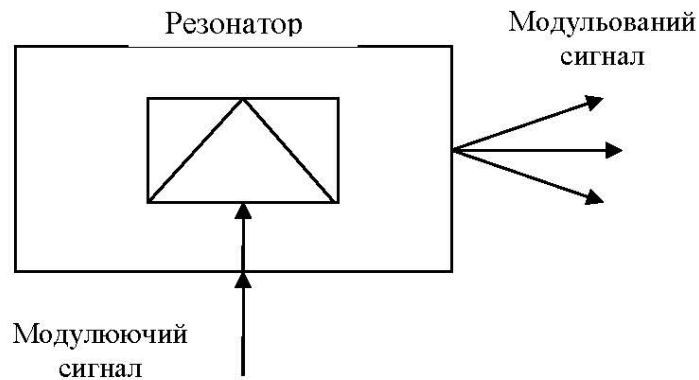 Резонатор
Модульований
сигнал
Модулюючий
сигнал